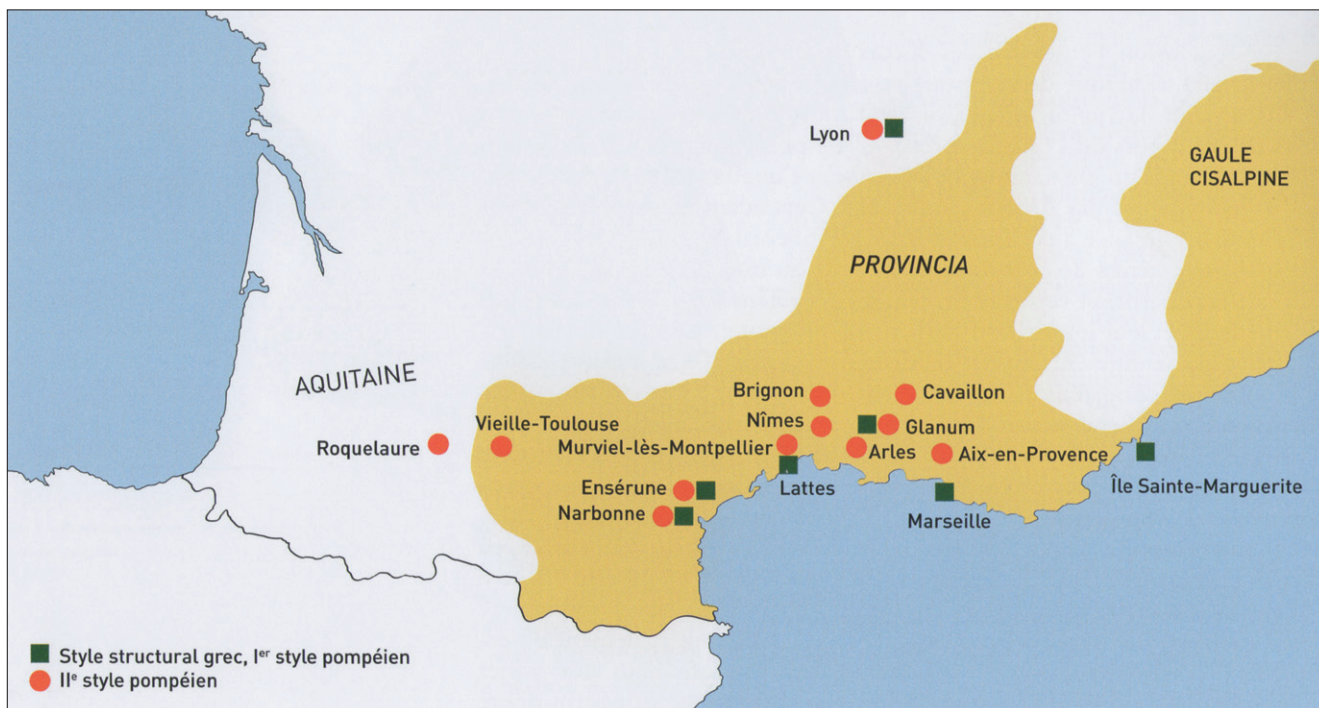 Lyon
GAULE
CISALPINE
PROVINCIA
AQUITAINE
Brignon
Cavaillon
Nîmes
Glanum
Vieille-Toulouse
Roquelaure
Murviel-lès-Montpellier
Arles
Aix-en-Provence
Ensérune
Lattes
Île Sainte-Marguerite
Narbonne
Marseille
Style structural grec, Iᵉʳ style pompéien
IIᵉ style pompéien